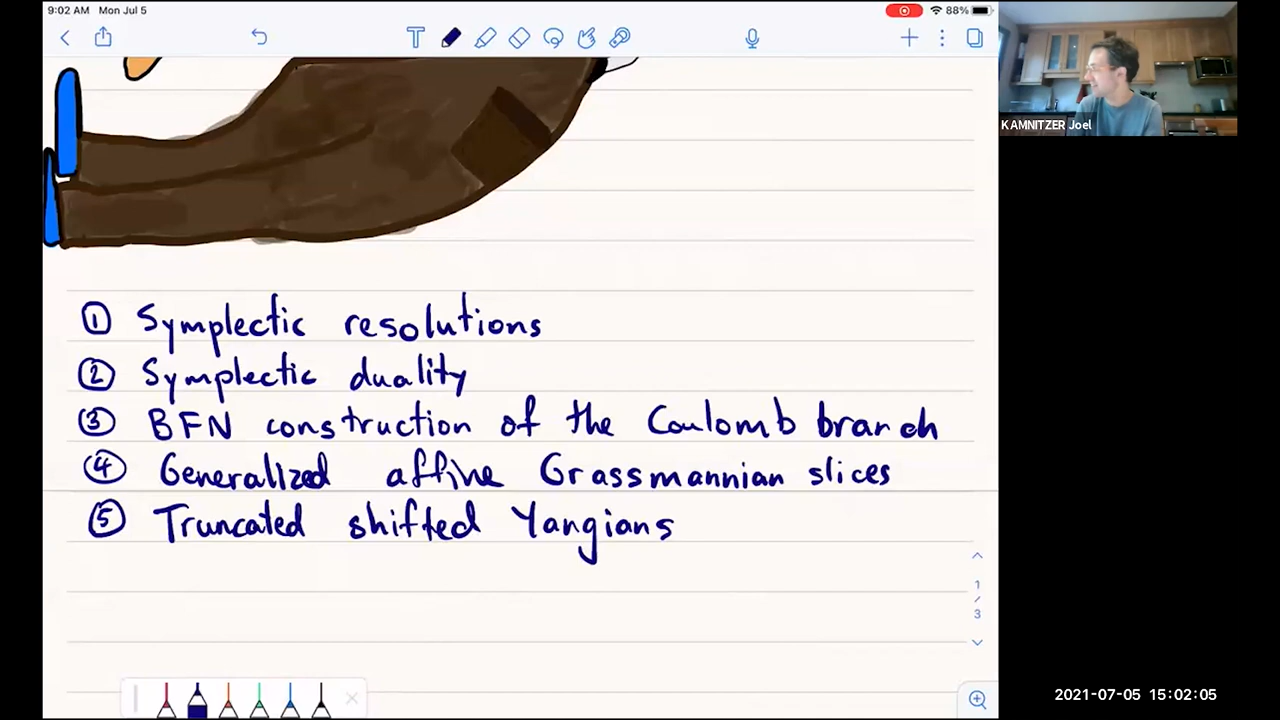 9:02 AM Mon Jul 5
88%
KAMNITZER Joel
① Symplectic resolutions
② Symplectic duality
③ BFN construction of the Coulomb branch
④ Generalized affine Grassmannian slices
⑤ Truncated shifted Yangians
1
/
3
2021-07-05 15:02:05